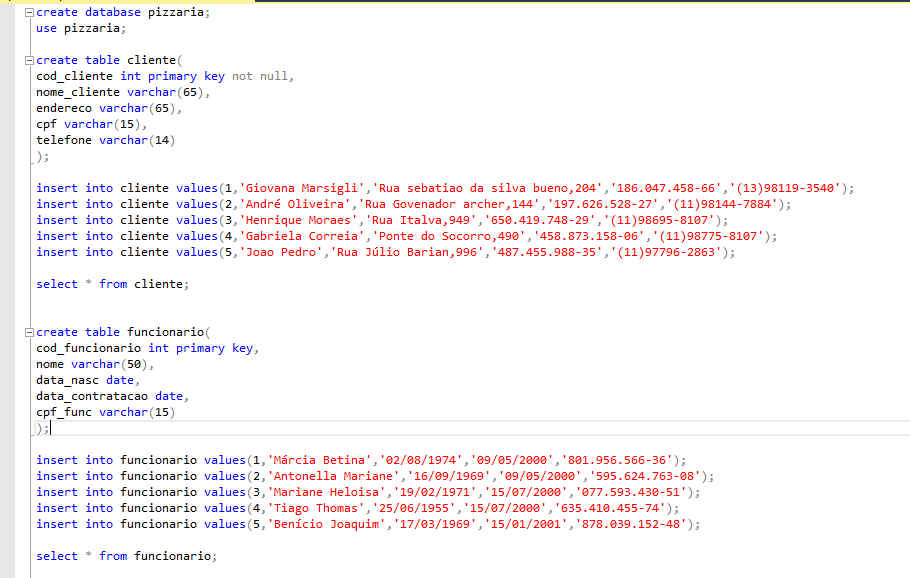 create database pizzaria;
use pizzaria;
create table cliente(
cod_cliente int primary key not null,
nome_cliente varchar(65),
endereco varchar(65),
cpf varchar(15),
telefone varchar(14)
);
insert into cliente values(1,'Giovana Marsigli','Rua sebatiao da silva bueno,204','186.047.458-66','(13)98119-3540');
insert into cliente values(2,'André Oliveira','Rua Govenador archer,144','197.626.528-27','(11)98144-7884');
insert into cliente values(3,'Henrique Moraes','Rua Italva,949','650.419.748-29','(11)98695-8107');
insert into cliente values(4,'Gabriela Correia','Ponte do Socorro,490','458.873.158-06','(11)98775-8107');
insert into cliente values(5,'Joao Pedro','Rua Júlio Barian,996','487.455.988-35','(11)97796-2863');
select * from cliente;
create table funcionario(
cod_funcionario int primary key,
nome varchar(50),
data_nasc date,
data_contratacao date,
cpf_func varchar(15)
);
insert into funcionario values(1,'Márcia Betina','02/08/1974','09/05/2000','801.956.566-36');
insert into funcionario values(2,'Antonella Mariane','16/09/1969','09/05/2000','595.624.763-08');
insert into funcionario values(3,'Mariane Heloisa','19/02/1971','15/07/2000','077.593.430-51');
insert into funcionario values(4,'Tiago Thomas','25/06/1955','15/07/2000','635.410.455-74');
insert into funcionario values(5,'Benício Joaquim','17/03/1969','15/01/2001','878.039.152-48');
select * from funcionario;